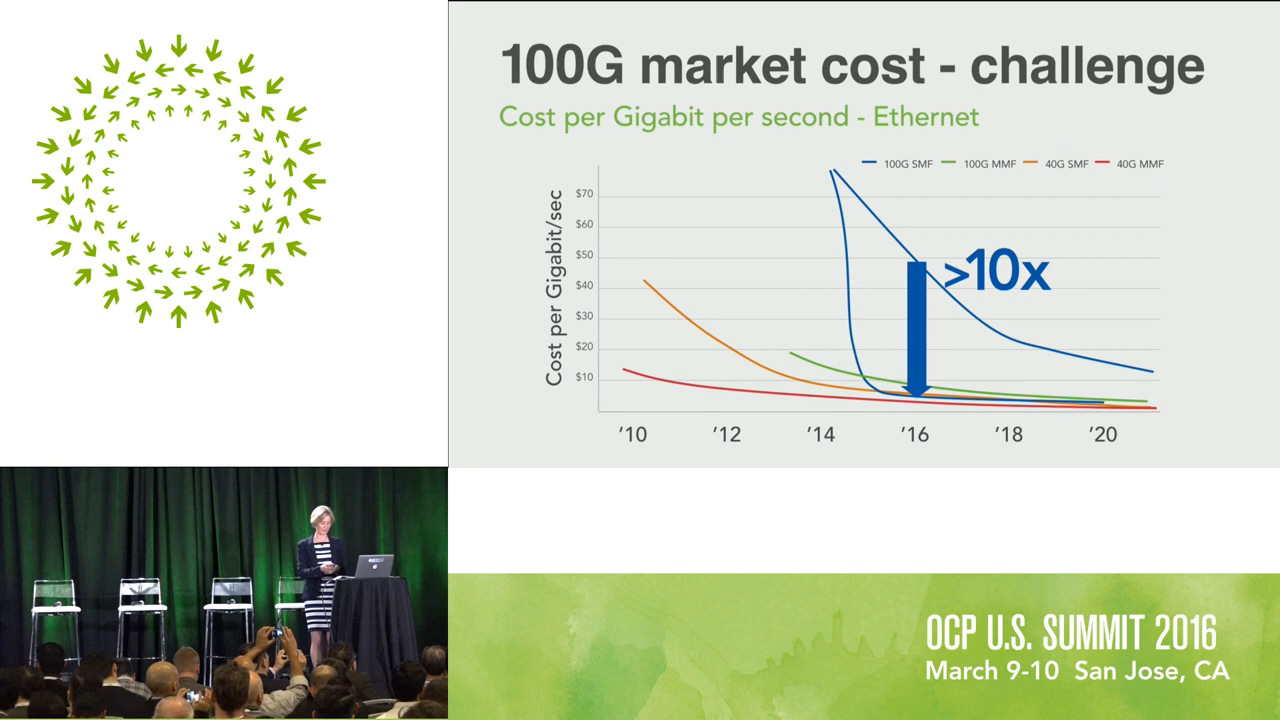 100G market cost - challenge
Cost per Gigabit per second - Ethernet
100G SMF 100G MMF 40G SMF 40G MMF
Cost per Gigabit/sec
$70
$60
$50
$40
$30
$20
$10
>10x
’10 ’12 ’14 ’16 ’18 ’20
OCP U.S. SUMMIT 2016
March 9-10 San Jose, CA